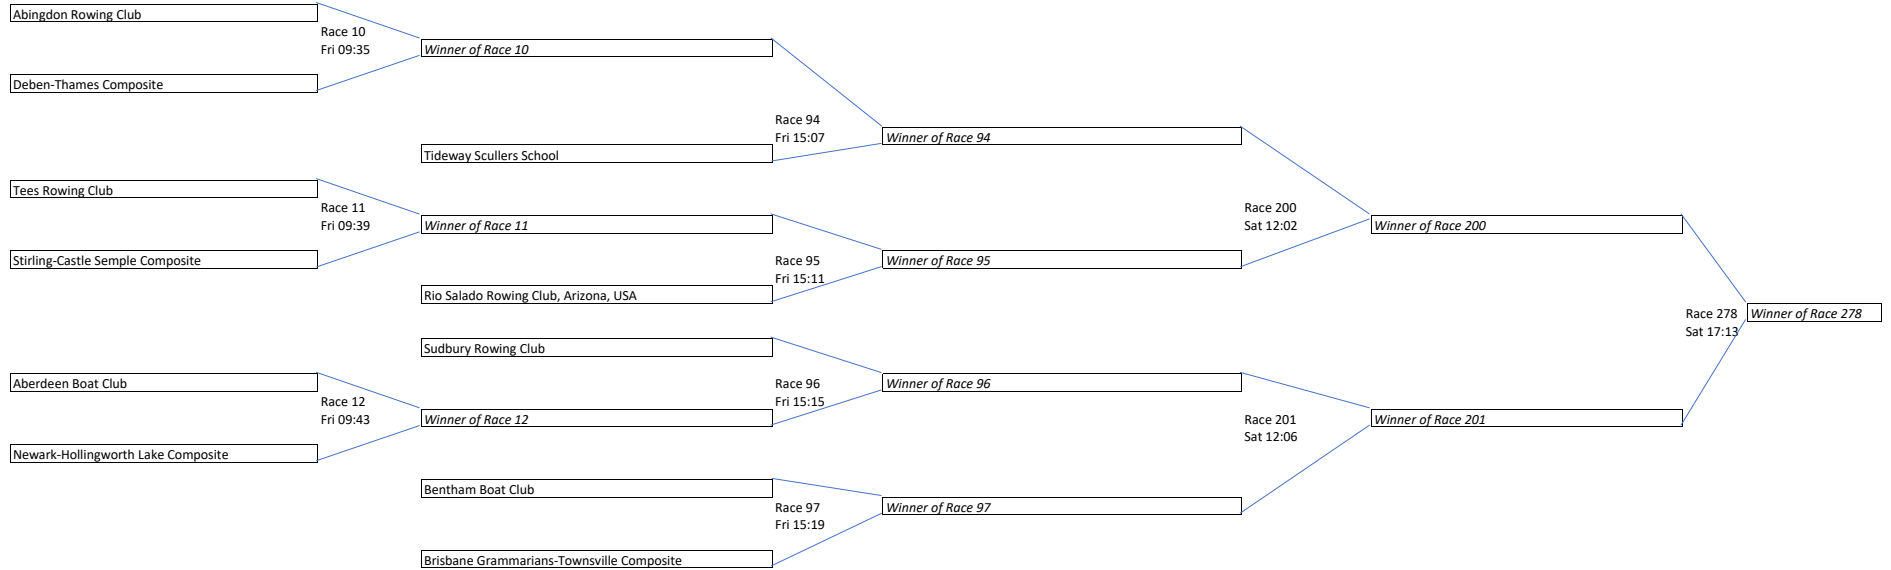 Abingdon Rowing Club
Race 10
Fri 09:35
Winner of Race 10
Deben-Thames Composite
Race 94
Fri 15:07
Winner of Race 94
Tideway Scullers School
Tees Rowing Club
Race 11
Fri 09:39
Winner of Race 11
Race 200
Sat 12:02
Winner of Race 200
Stirling-Castle Semple Composite
Race 95
Fri 15:11
Winner of Race 95
Rio Salado Rowing Club, Arizona, USA
Race 278
Sat 17:13
Winner of Race 278
Sudbury Rowing Club
Aberdeen Boat Club
Race 96
Fri 15:15
Winner of Race 96
Race 12
Fri 09:43
Winner of Race 12
Race 201
Sat 12:06
Winner of Race 201
Newark-Hollingworth Lake Composite
Bentham Boat Club
Race 97
Fri 15:19
Winner of Race 97
Brisbane Grammarians-Townsville Composite